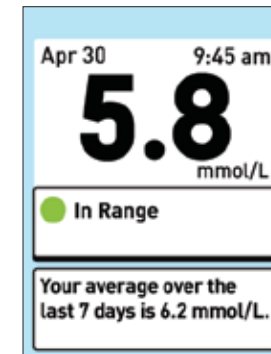 Apr 30 9:45 am
5.8
mmol/L
In Range
Your average over the
last 7 days is 6.2 mmol/L.